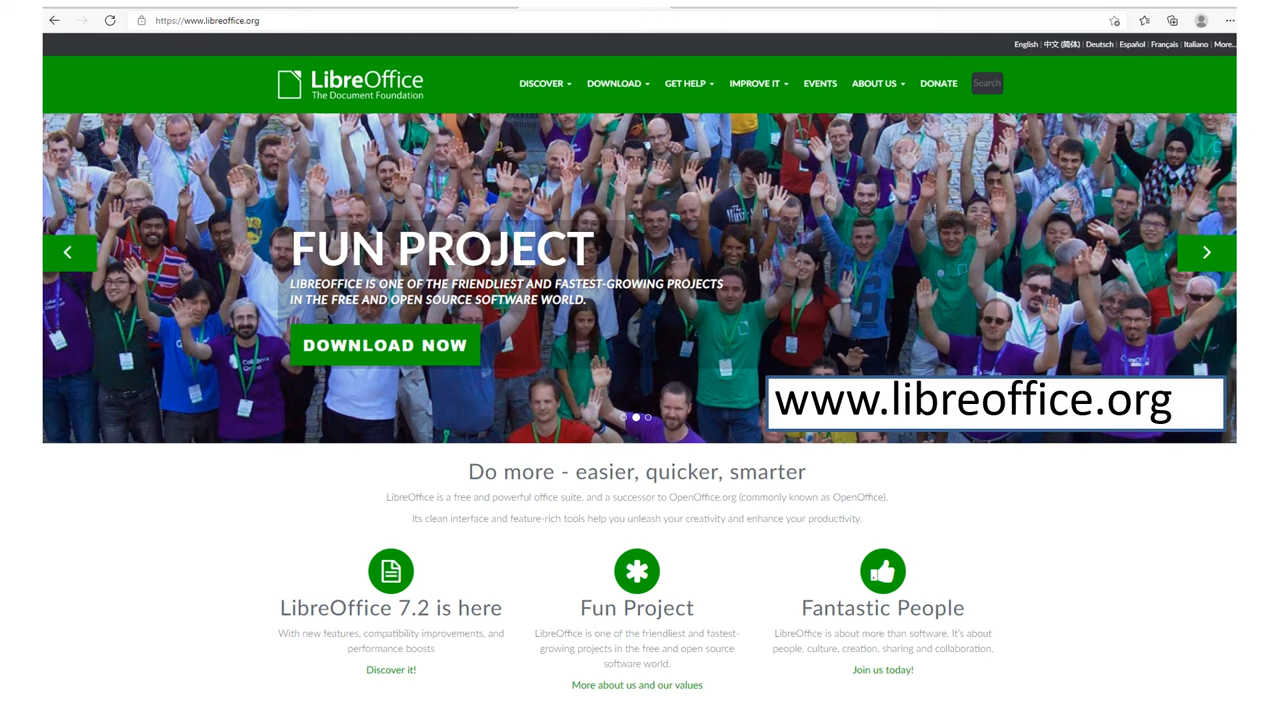 https://www.libreoffice.org
English | 中文 (简体) | Deutsch | Español | Français | Italiano | More...
LibreOffice
The Document Foundation
DISCOVER
DOWNLOAD
GET HELP
IMPROVE IT
EVENTS
ABOUT US
DONATE
Search
FUN PROJECT
LIBREOFFICE IS ONE OF THE FRIENDLIEST AND FASTEST-GROWING PROJECTS
IN THE FREE AND OPEN SOURCE SOFTWARE WORLD.
DOWNLOAD NOW
www.libreoffice.org
Do more - easier, quicker, smarter
LibreOffice is a free and powerful office suite, and a successor to OpenOffice.org (commonly known as OpenOffice).
Its clean interface and feature-rich tools help you unleash your creativity and enhance your productivity.
LibreOffice 7.2 is here
With new features, compatibility improvements, and
performance boosts
Discover it!
Fun Project
LibreOffice is one of the friendliest and fastest-
growing projects in the free and open source
software world.
More about us and our values
Fantastic People
LibreOffice is about more than software. It's about
people, culture, creation, sharing and collaboration.
Join us today!